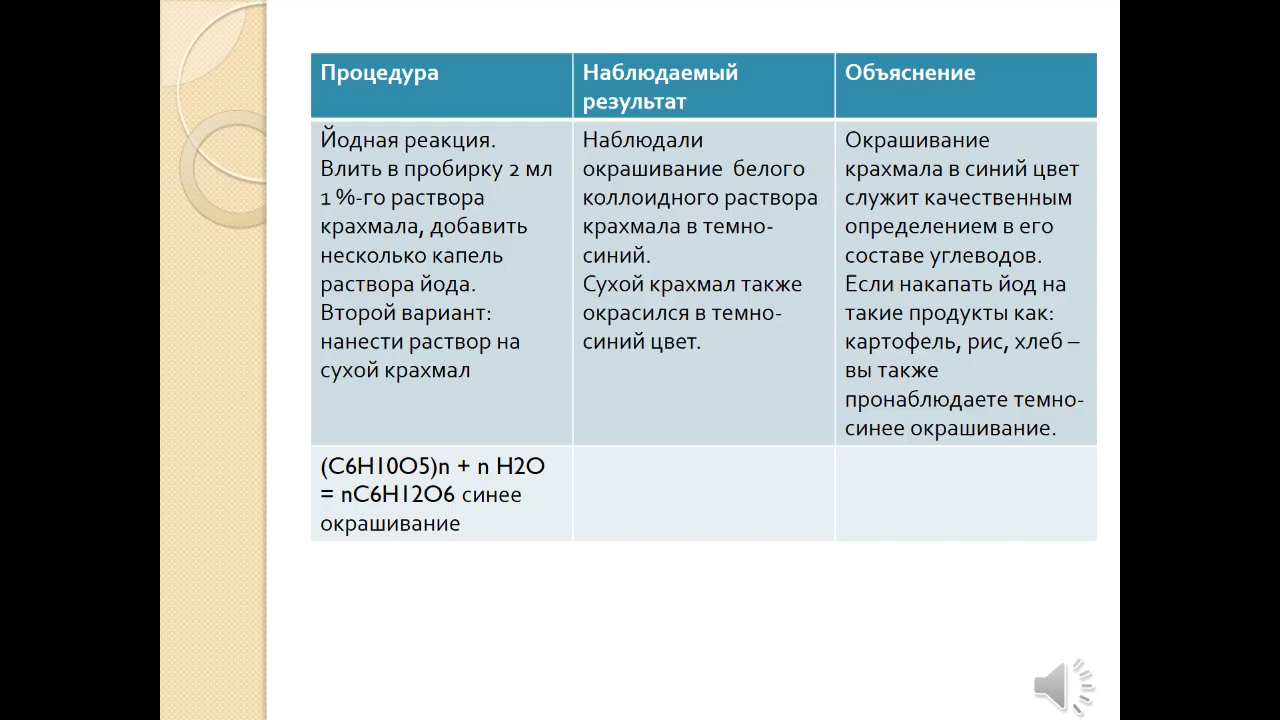 Процедура
Наблюдаемый
результат
Объяснение
Йодная реакция.
Влить в пробирку 2 мл
1 %-го раствора
крахмала, добавить
несколько капель
раствора йода.
Второй вариант:
нанести раствор на
сухой крахмал
Наблюдали
окрашивание белого
коллоидного раствора
крахмала в темно-
синий.
Сухой крахмал также
окрасился в темно-
синий цвет.
Окрашивание
крахмала в синий цвет
служит качественным
определением в его
составе углеводов.
Если накапать йод на
такие продукты как:
картофель, рис, хлеб –
вы также
пронаблюдаете темно-
синее окрашивание.
(C6H10O5)n + n H2O
= nC6H12O6 синее
окрашивание